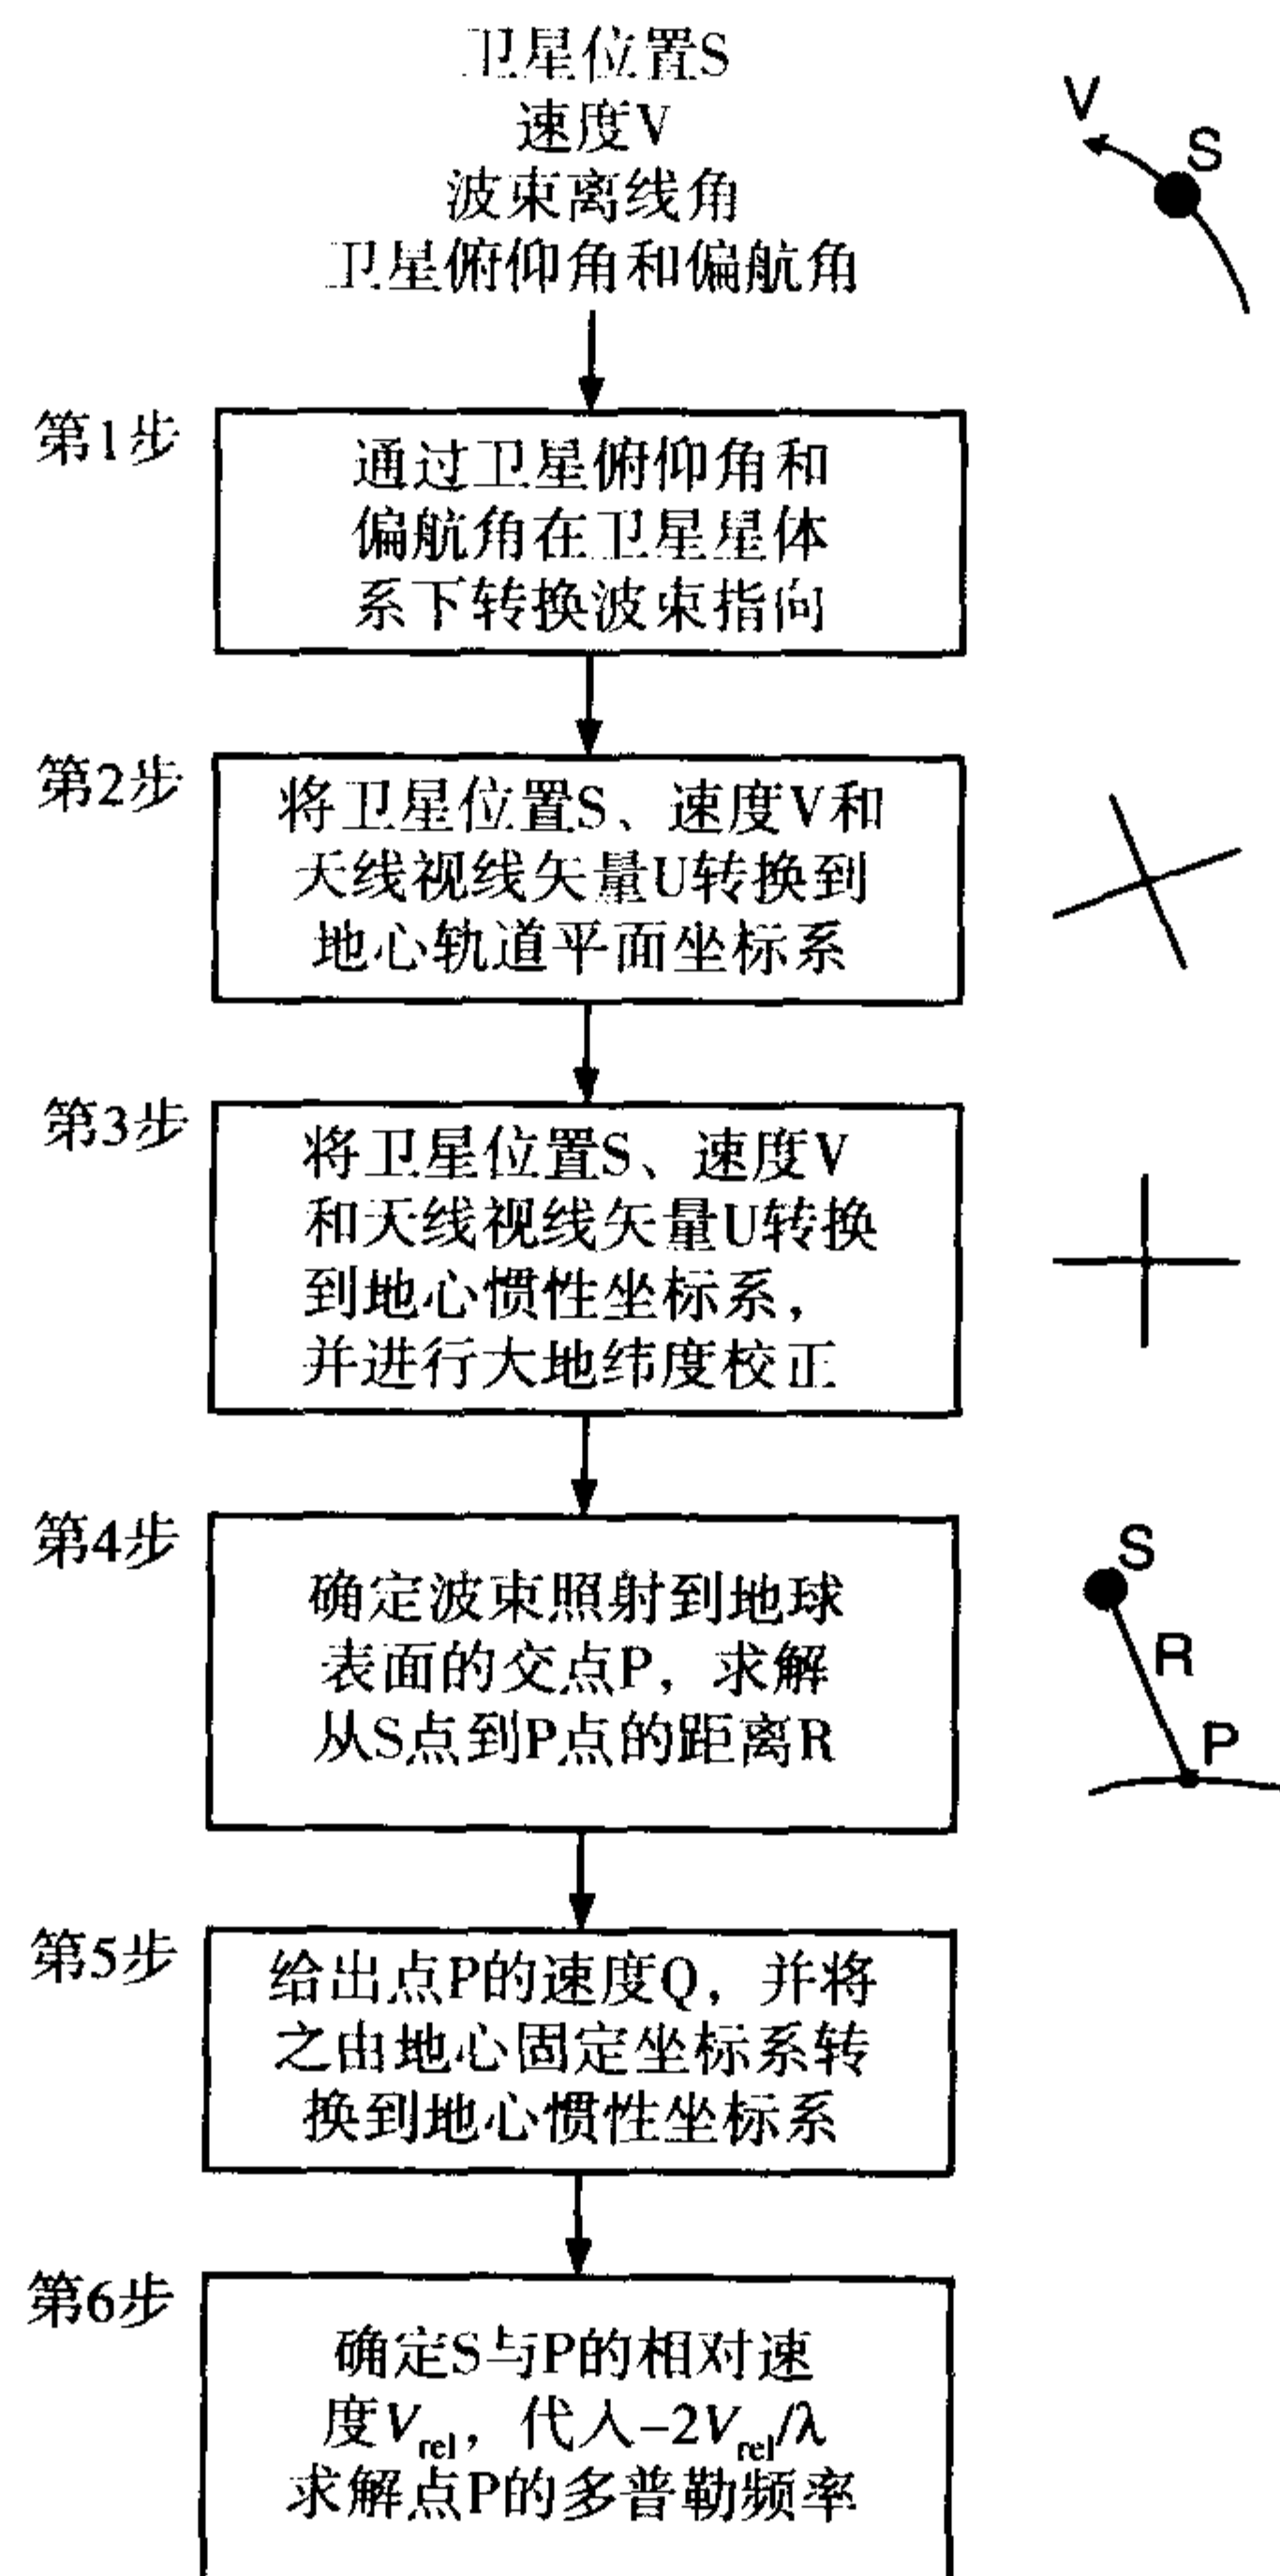 卫星位置S
速度V
波束离线角
卫星俯仰角和偏航角
V
S
第1步
通过卫星俯仰角和
偏航角在卫星星体
系下转换波束指向
第2步
将卫星位置S、速度V和
天线视线矢量U转换到
地心轨道平面坐标系
第3步
将卫星位置S、速度V
和天线视线矢量U转换
到地心惯性坐标系，
并进行大地纬度校正
第4步
确定波束照射到地球
表面的交点P，求解
从S点到P点的距离R
S
R
P
第5步
给出点P的速度Q，并将
之由地心固定坐标系转
换到地心惯性坐标系
第6步
确定S与P的相对速
度Vrel，代入-2Vrel/λ
求解点P的多普勒频率